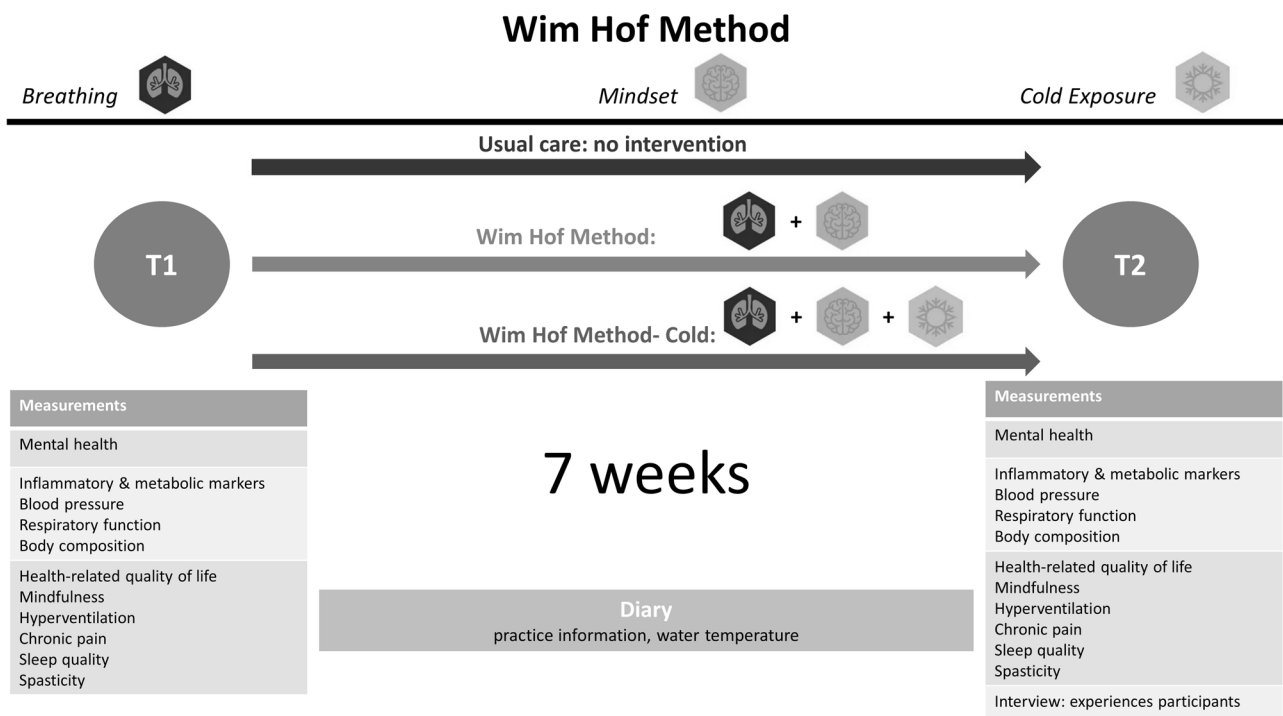 Wim Hof Method
Breathing
Mindset
Cold Exposure
Usual care: no intervention
Wim Hof Method:
+
Wim Hof Method- Cold:
+
+
T1
T2
Measurements
Mental health
Inflammatory & metabolic markers
Blood pressure
Respiratory function
Body composition
Health-related quality of life
Mindfulness
Hyperventilation
Chronic pain
Sleep quality
Spasticity
7 weeks
Diary
practice information, water temperature
Measurements
Mental health
Inflammatory & metabolic markers
Blood pressure
Respiratory function
Body composition
Health-related quality of life
Mindfulness
Hyperventilation
Chronic pain
Sleep quality
Spasticity
Interview: experiences participants